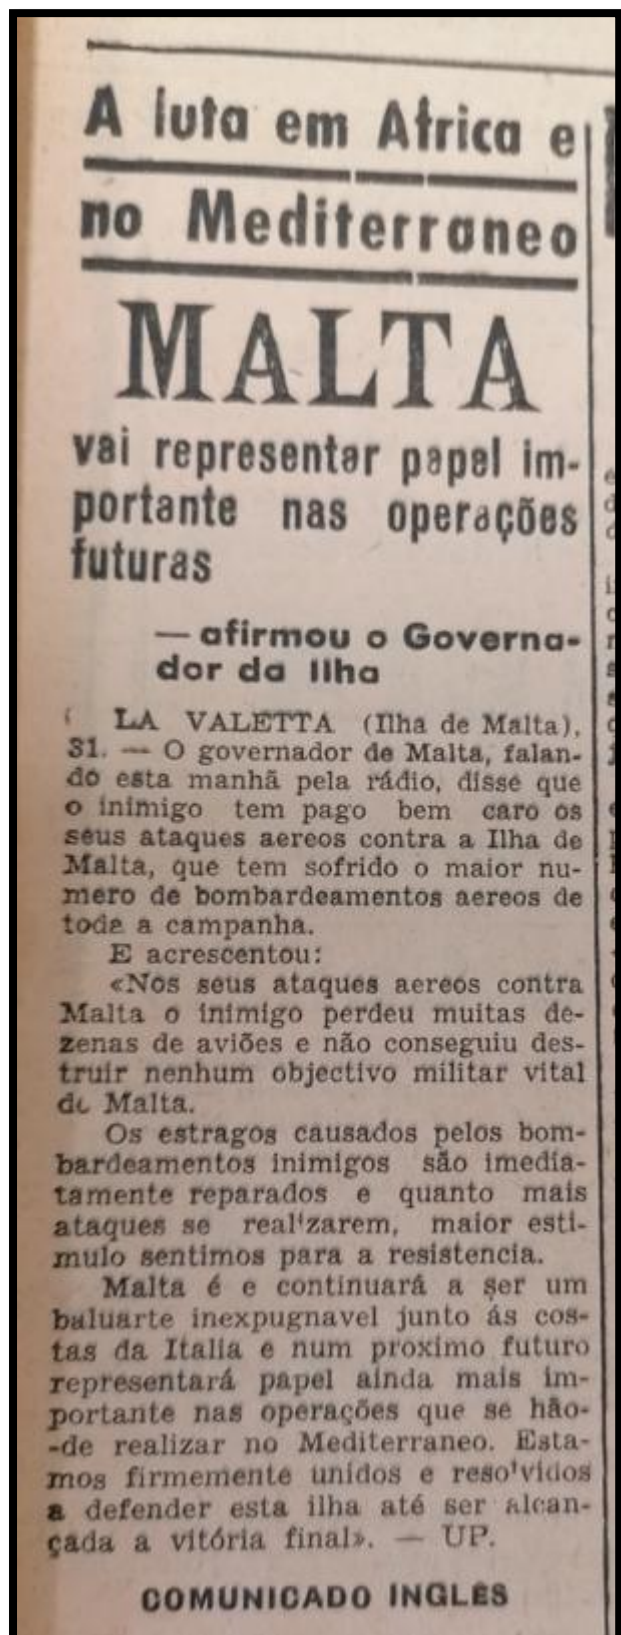 A luta em Africa e
no Mediterraneo
MALTA
vai representar papel im-
portante nas operações
futuras
— afirmou o Governa-
dor da Ilha
LA VALETTA (Ilha de Malta),
31. — O governador de Malta, falan-
do esta manhã pela rádio, disse que
o inimigo tem pago bem caro os
seus ataques aereos contra a Ilha de
Malta, que tem sofrido o maior nu-
mero de bombardeamentos aereos de
toda a campanha.
E acrescentou:
«Nos seus ataques aereos contra
Malta o inimigo perdeu muitas de-
zenas de aviões e não conseguiu des-
truir nenhum objectivo militar vital
de Malta.
Os estragos causados pelos bom-
bardeamentos inimigos são imedia-
tamente reparados e quanto mais
ataques se realizarem, maior esti-
mulo sentimos para a resistencia.
Malta é e continuará a ser um
baluarte inexpugnavel junto ás cos-
tas da Italia e num proximo futuro
representará papel ainda mais im-
portante nas operações que se hão-
-de realizar no Mediterraneo. Esta-
mos firmemente unidos e resolvidos
a defender esta ilha até ser alcan-
çada a vitória final». — UP.
COMUNICADO INGLÊS